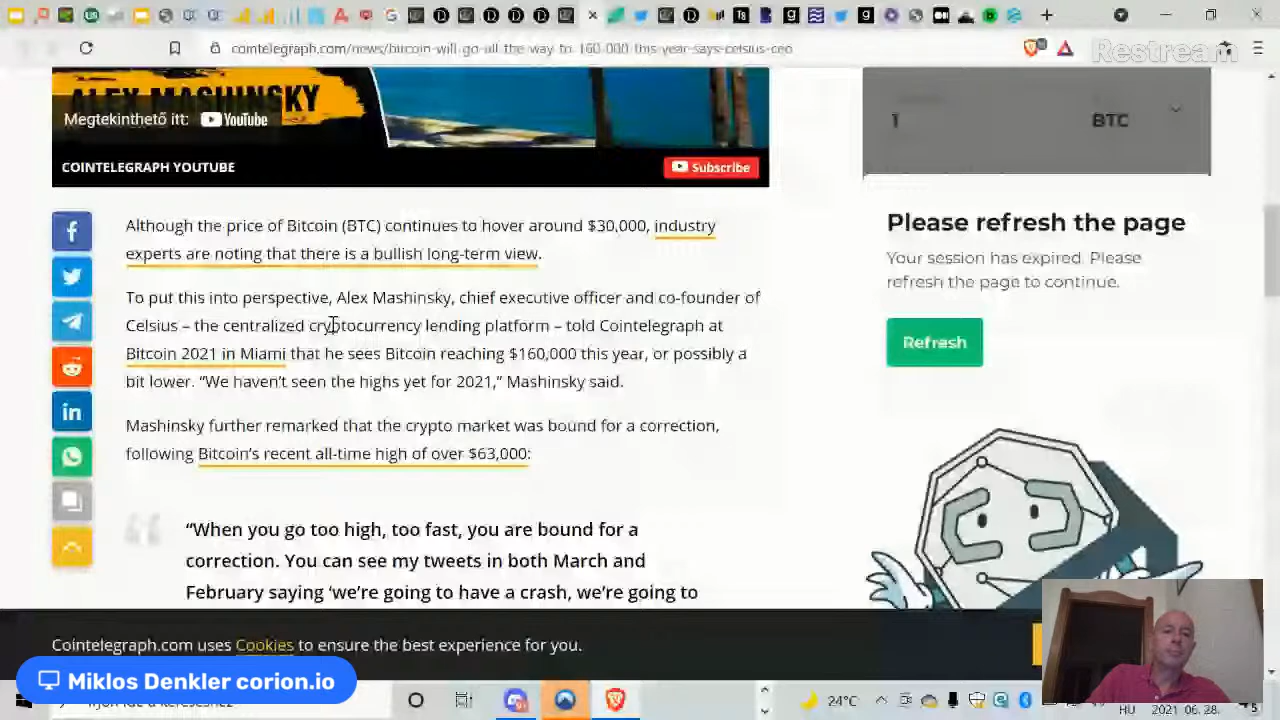 cointelegraph.com/news/bitcoin-will-go-all-the-way-to-160-000-this-year-says-celsius-ceo
Restream
ALEX MASHINSKY
Megtekinthető itt: YouTube
COINTELEGRAPH YOUTUBE
Subscribe
1 BTC
Please refresh the page
Your session has expired. Please
refresh the page to continue.
Refresh
Although the price of Bitcoin (BTC) continues to hover around $30,000, industry
experts are noting that there is a bullish long-term view.
To put this into perspective, Alex Mashinsky, chief executive officer and co-founder of
Celsius – the centralized cryptocurrency lending platform – told Cointelegraph at
Bitcoin 2021 in Miami that he sees Bitcoin reaching $160,000 this year, or possibly a
bit lower. “We haven’t seen the highs yet for 2021,” Mashinsky said.
Mashinsky further remarked that the crypto market was bound for a correction,
following Bitcoin’s recent all-time high of over $63,000:
“When you go too high, too fast, you are bound for a
correction. You can see my tweets in both March and
February saying ‘we’re going to have a crash, we’re going to
Cointelegraph.com uses Cookies to ensure the best experience for you.
Miklos Denkler corion.io
24°C
HU
2021. 06. 28.